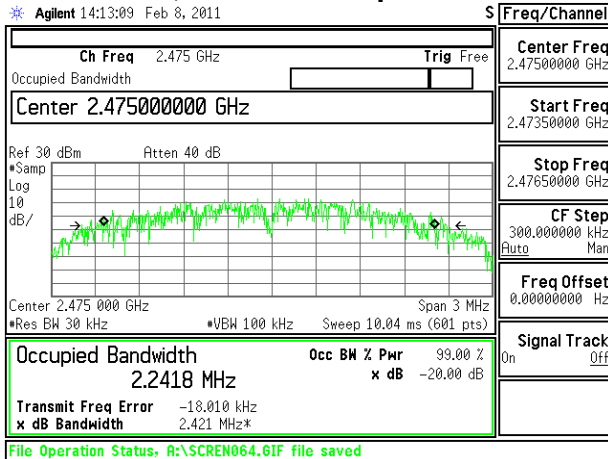 Agilent 14:13:09 Feb 8, 2011 S Freq/Channel
Ch Freq 2.475 GHz Trig Free
Occupied Bandwidth
Center 2.475000000 GHz
Ref 30 dBm Atten 40 dB
*Samp
Log
10
dB/
Center 2.475 000 GHz Span 3 MHz
*Res BW 30 kHz *VBW 100 kHz Sweep 10.04 ms (601 pts)
Occupied Bandwidth Occ BW % Pwr 99.00 %
2.2418 MHz x dB -20.00 dB
Transmit Freq Error -18.010 kHz
x dB Bandwidth 2.421 MHz*
File Operation Status, A:\SCREN064.GIF file saved
Center Freq
2.47500000 GHz
Start Freq
2.47350000 GHz
Stop Freq
2.47650000 GHz
CF Step
300.000000 kHz
Auto Man
Freq Offset
0.00000000 Hz
Signal Track
On Off